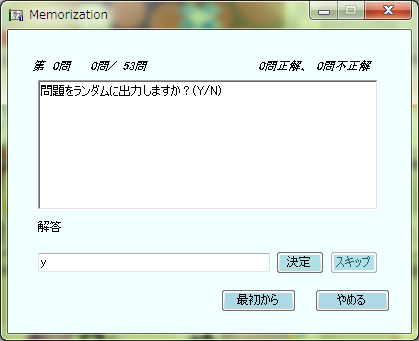 Memorization
第 0問 0問/ 53問 0問正解、 0問不正解
問題をランダムに出力しますか？(Y/N)
解答
y 決定 スキップ
最初から やめる